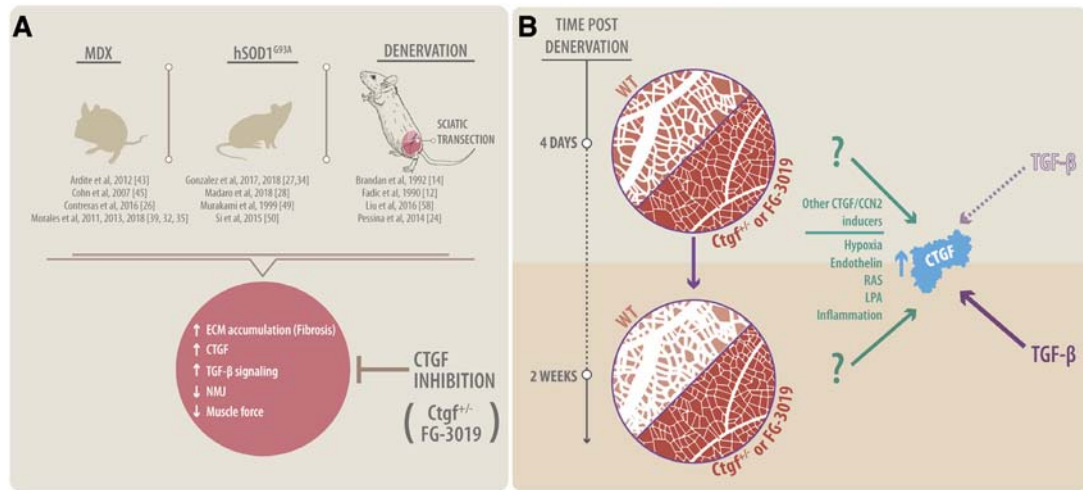 A
MDX
hSOD1G93A
DENERVATION
SCIATIC
TRANSECTION
Ardite et al, 2012 [43]
Cohn et al, 2007 [45]
Contreras et al, 2016 [26]
Morales et al, 2011, 2013, 2018 [39, 32, 35]
Gonzalez et al, 2017, 2018 [27,34]
Madaro et al, 2018 [28]
Murakami et al, 1999 [49]
Si et al, 2015 [50]
Brandan et al, 1992 [14]
Fadic et al, 1990 [12]
Liu et al, 2016 [58]
Pessina et al, 2014 [24]
↑ ECM accumulation (Fibrosis)
↑ CTGF
↑ TGF-β signaling
↓ NMJ
↓ Muscle force
CTGF
INHIBITION
(Ctgf+/-
FG-3019)
B
TIME POST
DENERVATION
4 DAYS
2 WEEKS
WT
Ctgf+/- or FG-3019
WT
Ctgf+/- or FG-3019
?
Other CTGF/CCN2
inducers
Hypoxia
Endothelin
RAS
LPA
Inflammation
?
CTGF
TGF-β
TGF-β